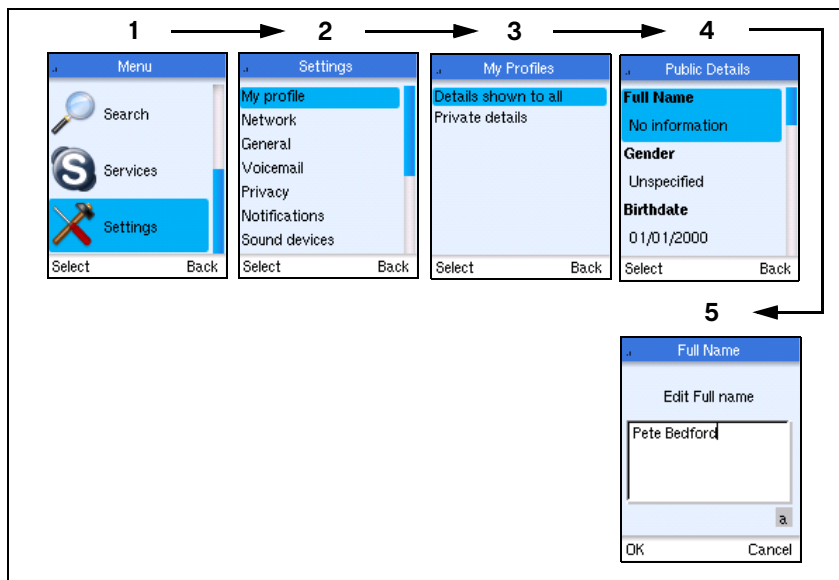 1 2 3 4
Menu
Search
Services
Settings
Select Back
Settings
My profile
Network
General
Voicemail
Privacy
Notifications
Sound devices
Select Back
My Profiles
Details shown to all
Private details
Select Back
Public Details
Full Name
No information
Gender
Unspecified
Birthdate
01/01/2000
Select Back
5
Full Name
Edit Full name
Pete Bedford
a
OK Cancel